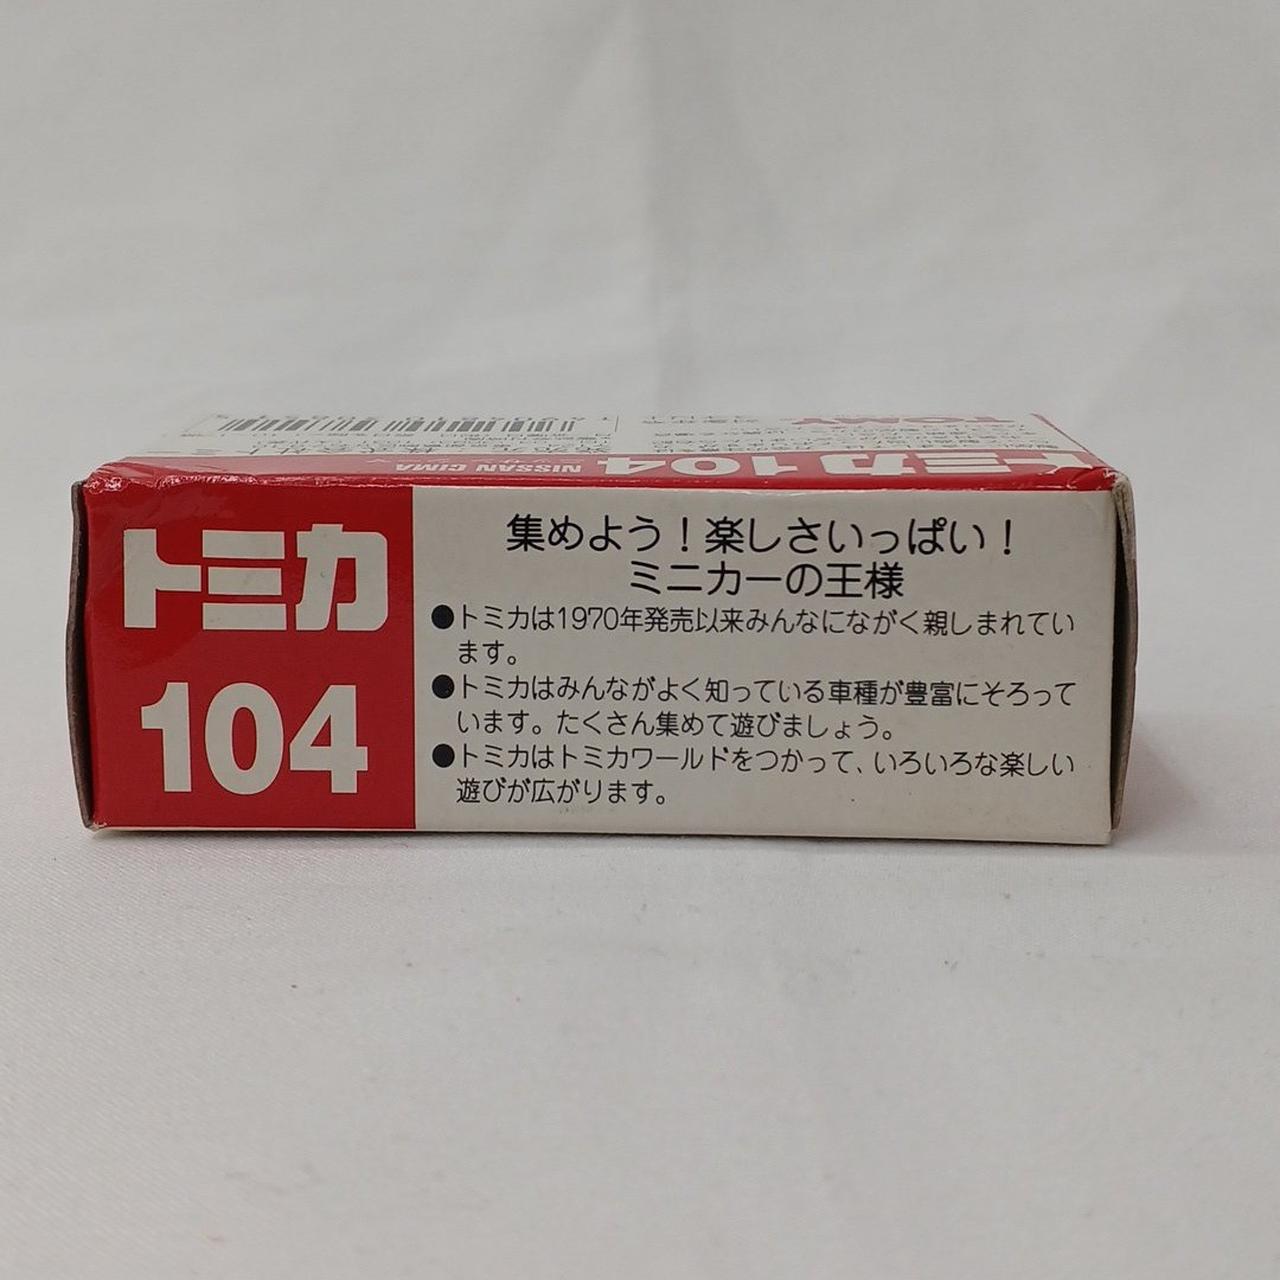 TOMY
トミカ 104 NISSAN CIMA
トミカ
104
集めよう！楽しさいっぱい！
ミニカーの王様
●トミカは1970年発売以来みんなにながく親しまれてい
ます。
●トミカはみんながよく知っている車種が豊富にそろって
います。たくさん集めて遊びましょう。
●トミカはトミカワールドをつかって、いろいろな楽しい
遊びが広がります。